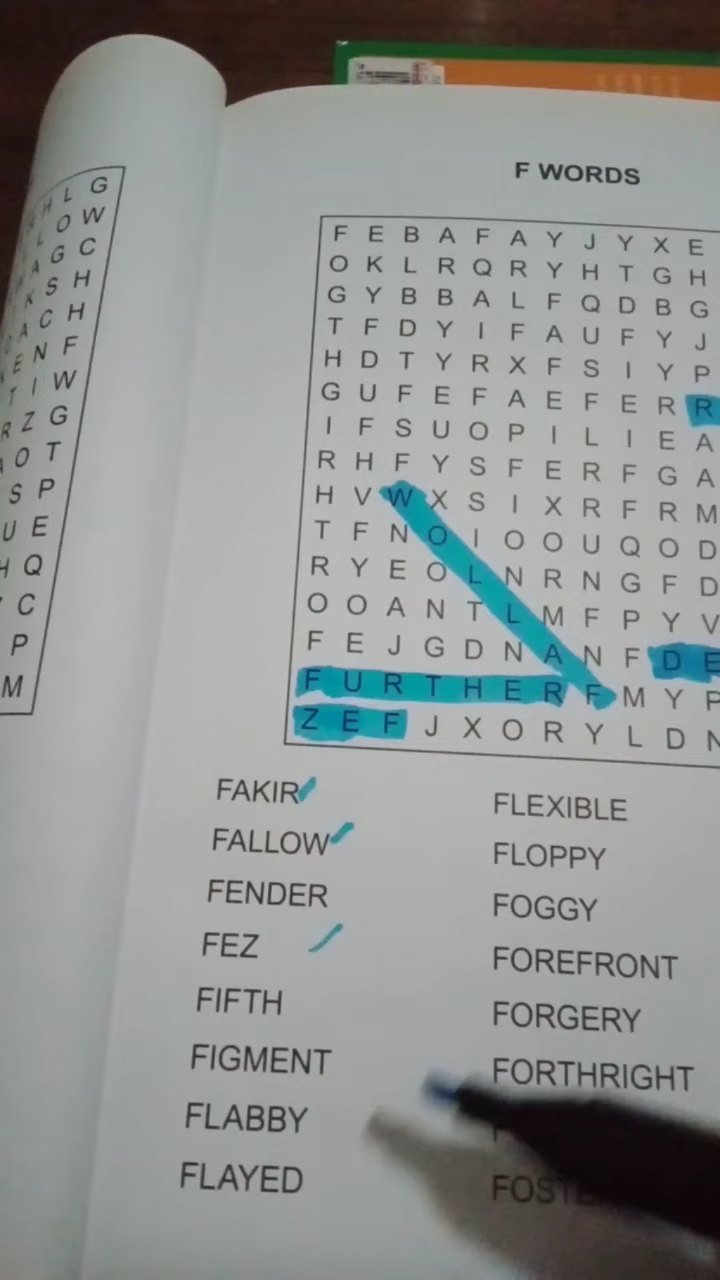 F WORDS
F E B A F A Y J Y X E
O K L R Q R Y H T G H
G Y B B A L F Q D B G
T F D Y I F A U F Y J
H D T Y R X F S I Y P
G U F E F A E F E R R
I F S U O P I L I E A
R H F Y S F E R F G A
H V W X S I X R F R M
T F N O I O O U Q O D
R Y E O L N R N G F D
O O A N T L M F P Y V
F E J G D N A N F D E
F U R T H E R F M Y P
Z E F J X O R Y L D N
H L G
L O W
A G C
K S H
A C H
E N F
T I W
R Z G
A O T
S P
U E
H Q
C
P
M
FAKIR
FALLOW
FENDER
FEZ
FIFTH
FIGMENT
FLABBY
FLAYED
FLEXIBLE
FLOPPY
FOGGY
FOREFRONT
FORGERY
FORTHRIGHT